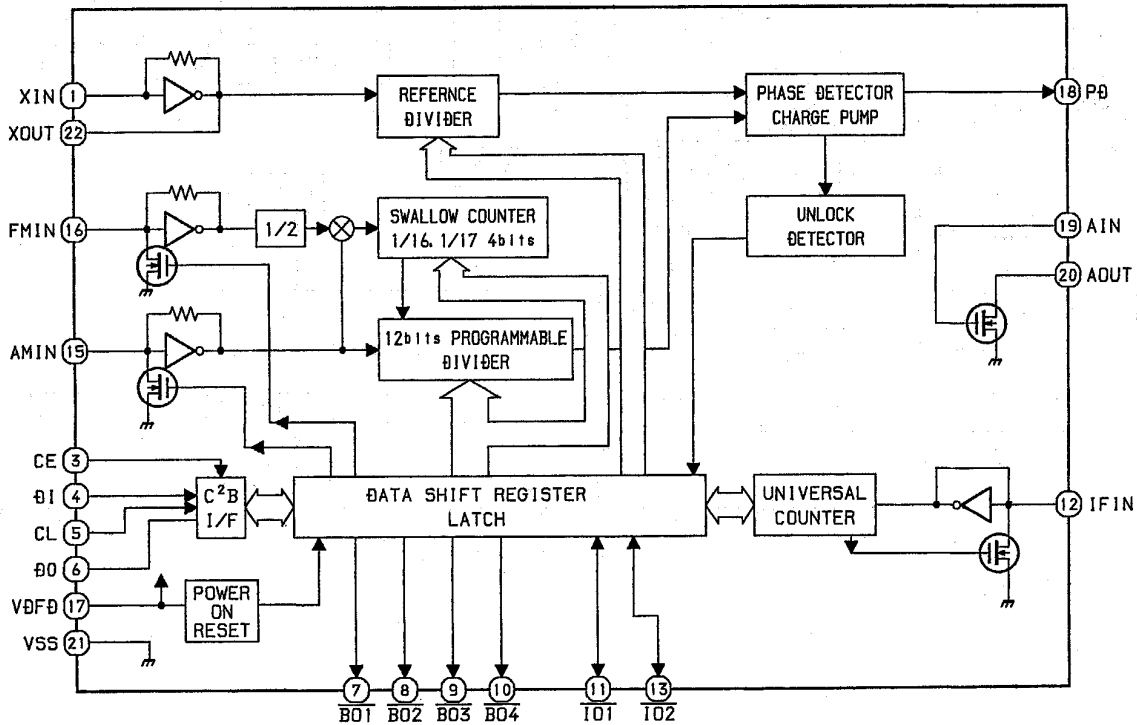 XIN 1
XOUT 22
REFERNCE
DIVIDER
PHASE DETECTOR
CHARGE PUMP
18 PD
FMIN 16
1/2
SWALLOW COUNTER
1/16. 1/17 4bits
UNLOCK
DETECTOR
19 AIN
20 AOUT
AMIN 15
12bits PROGRAMMABLE
DIVIDER
CE 3
DI 4
CL 5
DO 6
C²B
I/F
DATA SHIFT REGISTER
LATCH
UNIVERSAL
COUNTER
12 IFIN
VDFD 17
VSS 21
POWER
ON
RESET
7 8 9 10 11 13
BO1 BO2 BO3 BO4 IO1 IO2